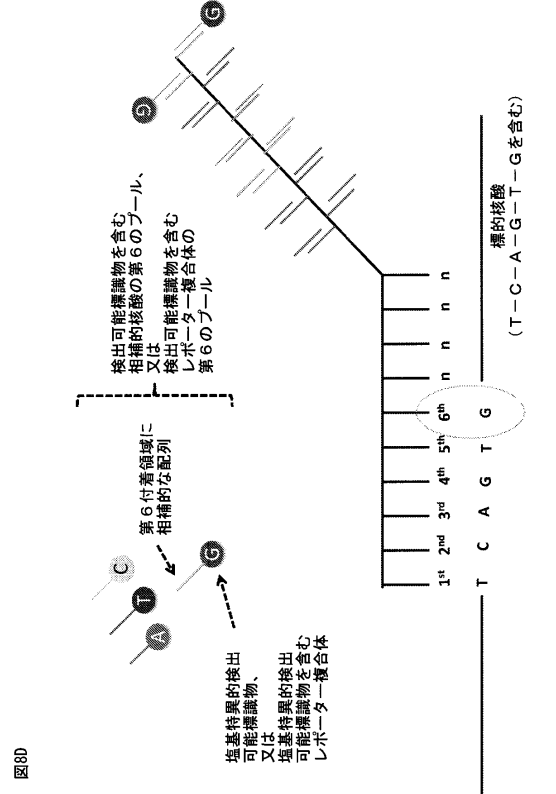 図8D
C
T
A
G
第6付着領域に
相補的な配列
検出可能標識物を含む
相補的核酸の第6のプール、
又は
検出可能標識物を含む
レポーター複合体の
第6のプール
G
G
塩基特異的検出
可能標識物、
又は
塩基特異的検出
可能標識物を含む
レポーター複合体
1st 2nd 3rd 4th 5th 6th n n n n
T C A G T G
標的核酸
(T-C-A-G-T-Gを含む)